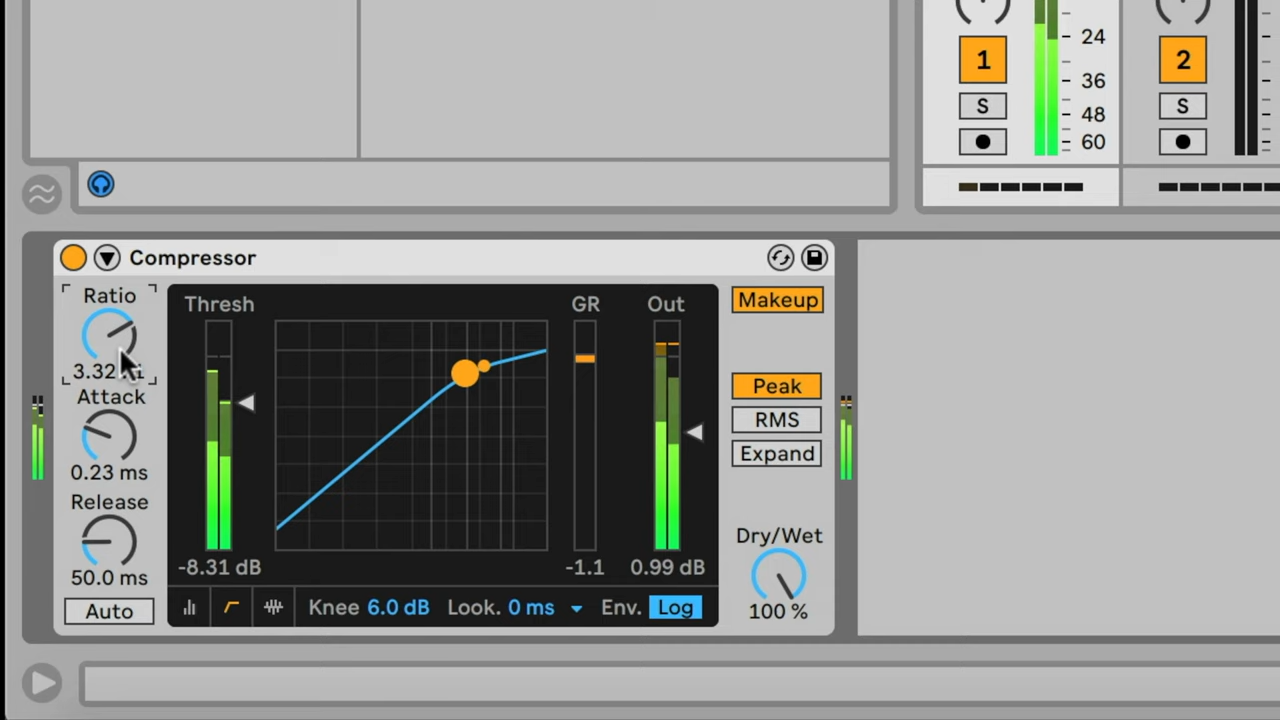 24
1
2
36
S
S
48
60
Compressor
Ratio
Thresh
GR
Out
Makeup
3.32
Attack
Peak
RMS
Expand
0.23 ms
Release
Dry/Wet
-8.31 dB
-1.1
0.99 dB
50.0 ms
Auto
Knee 6.0 dB Look. 0 ms Env. Log
100 %